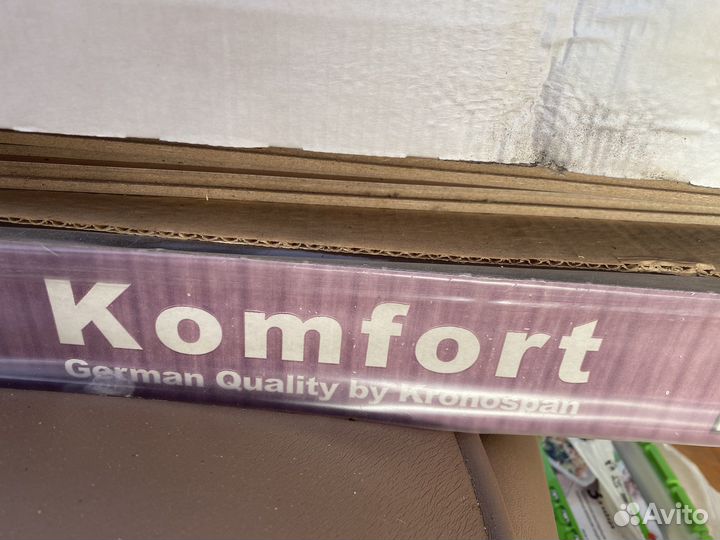 Komfort
German Quality by Kronospan
Avito